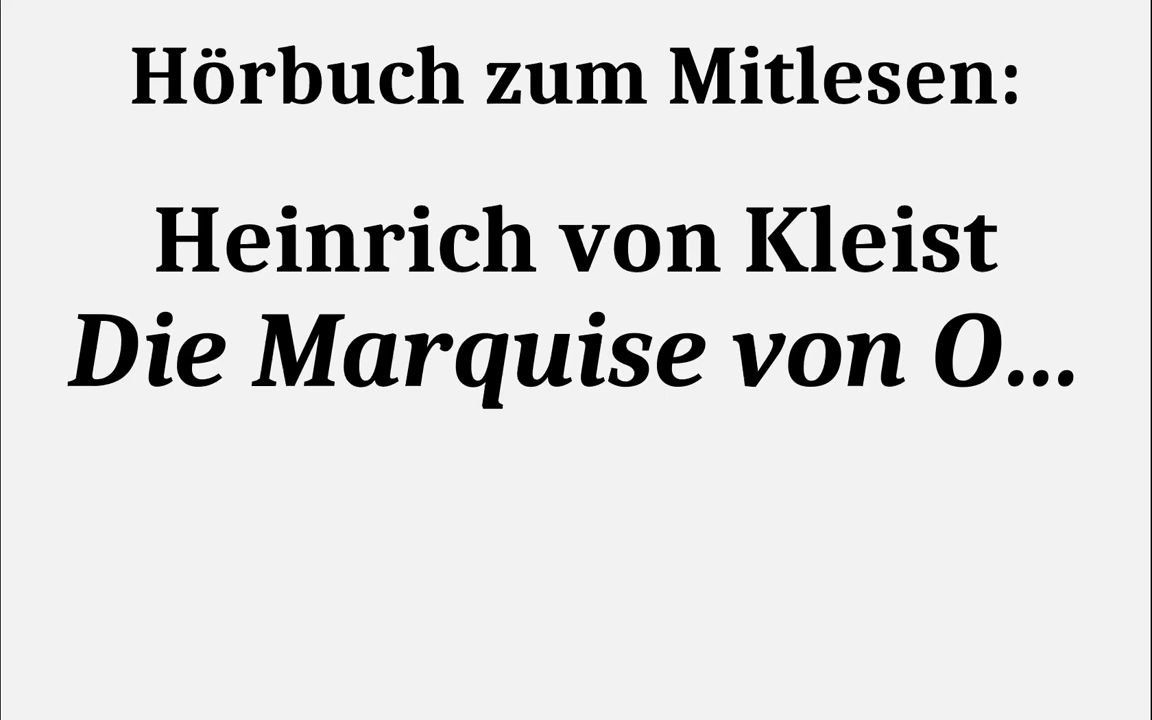 Hörbuch zum Mitlesen:
Heinrich von Kleist
Die Marquise von O...